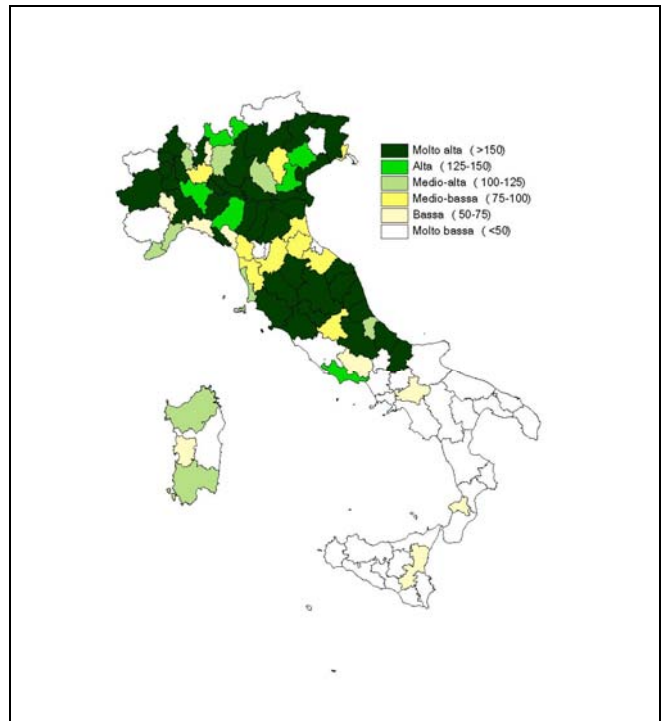 Molto alta (>150)
Alta (125-150)
Medio-alta (100-125)
Medio-bassa (75-100)
Bassa (50-75)
Molto bassa (<50)